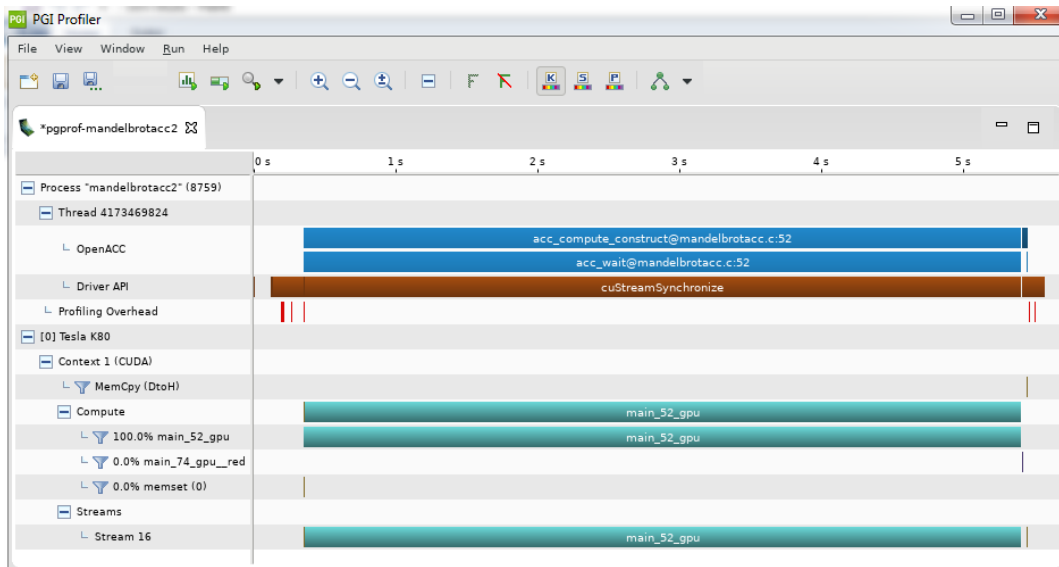 PGI PGI Profiler
File View Window Run Help
F K S P
*pgprof-mandelbrotacc2
0 s 1 s 2 s 3 s 4 s 5 s
Process "mandelbrotacc2" (8759)
Thread 4173469824
OpenACC
acc_compute_construct@mandelbrotacc.c:52
acc_wait@mandelbrotacc.c:52
Driver API cuStreamSynchronize
Profiling Overhead
[0] Tesla K80
Context 1 (CUDA)
MemCpy (DtoH)
Compute main_52_gpu
100.0% main_52_gpu main_52_gpu
0.0% main_74_gpu__red
0.0% memset (0)
Streams
Stream 16 main_52_gpu